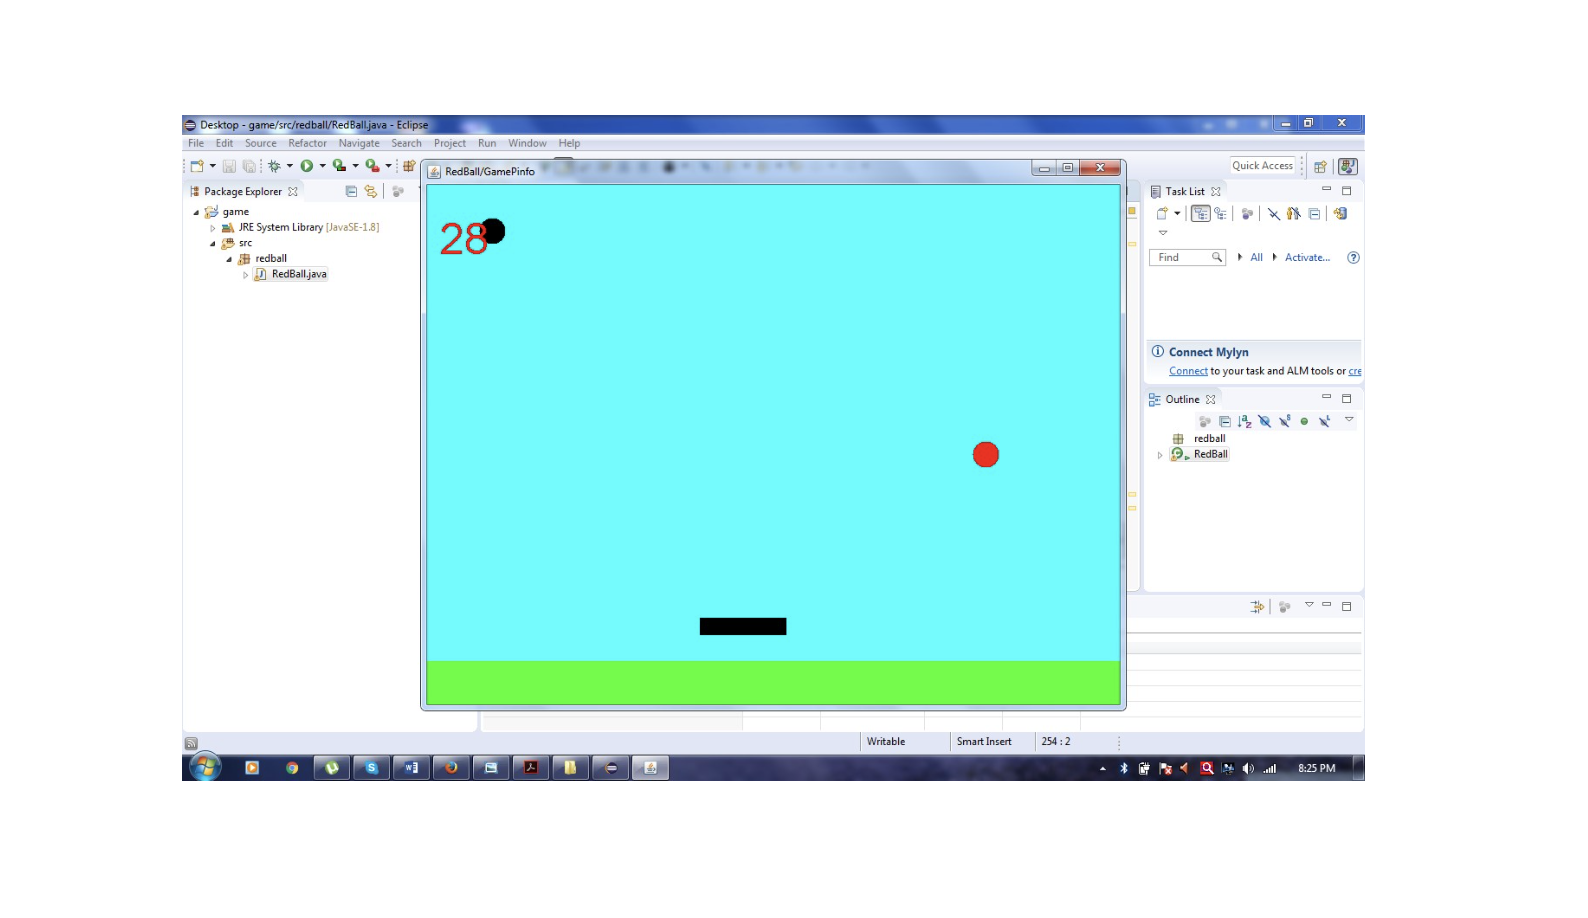 Desktop - game/src/redball/RedBall.java - Eclipse
File Edit Source Refactor Navigate Search Project Run Window Help
Quick Access
Package Explorer
game
JRE System Library [JavaSE-1.8]
src
redball
RedBall.java
RedBall/GamePinfo
28
Task List
Find
All
Activate...
Connect Mylyn
Connect to your task and ALM tools or cre
Outline
redball
RedBall
Writable
Smart Insert
254 : 2
8:25 PM